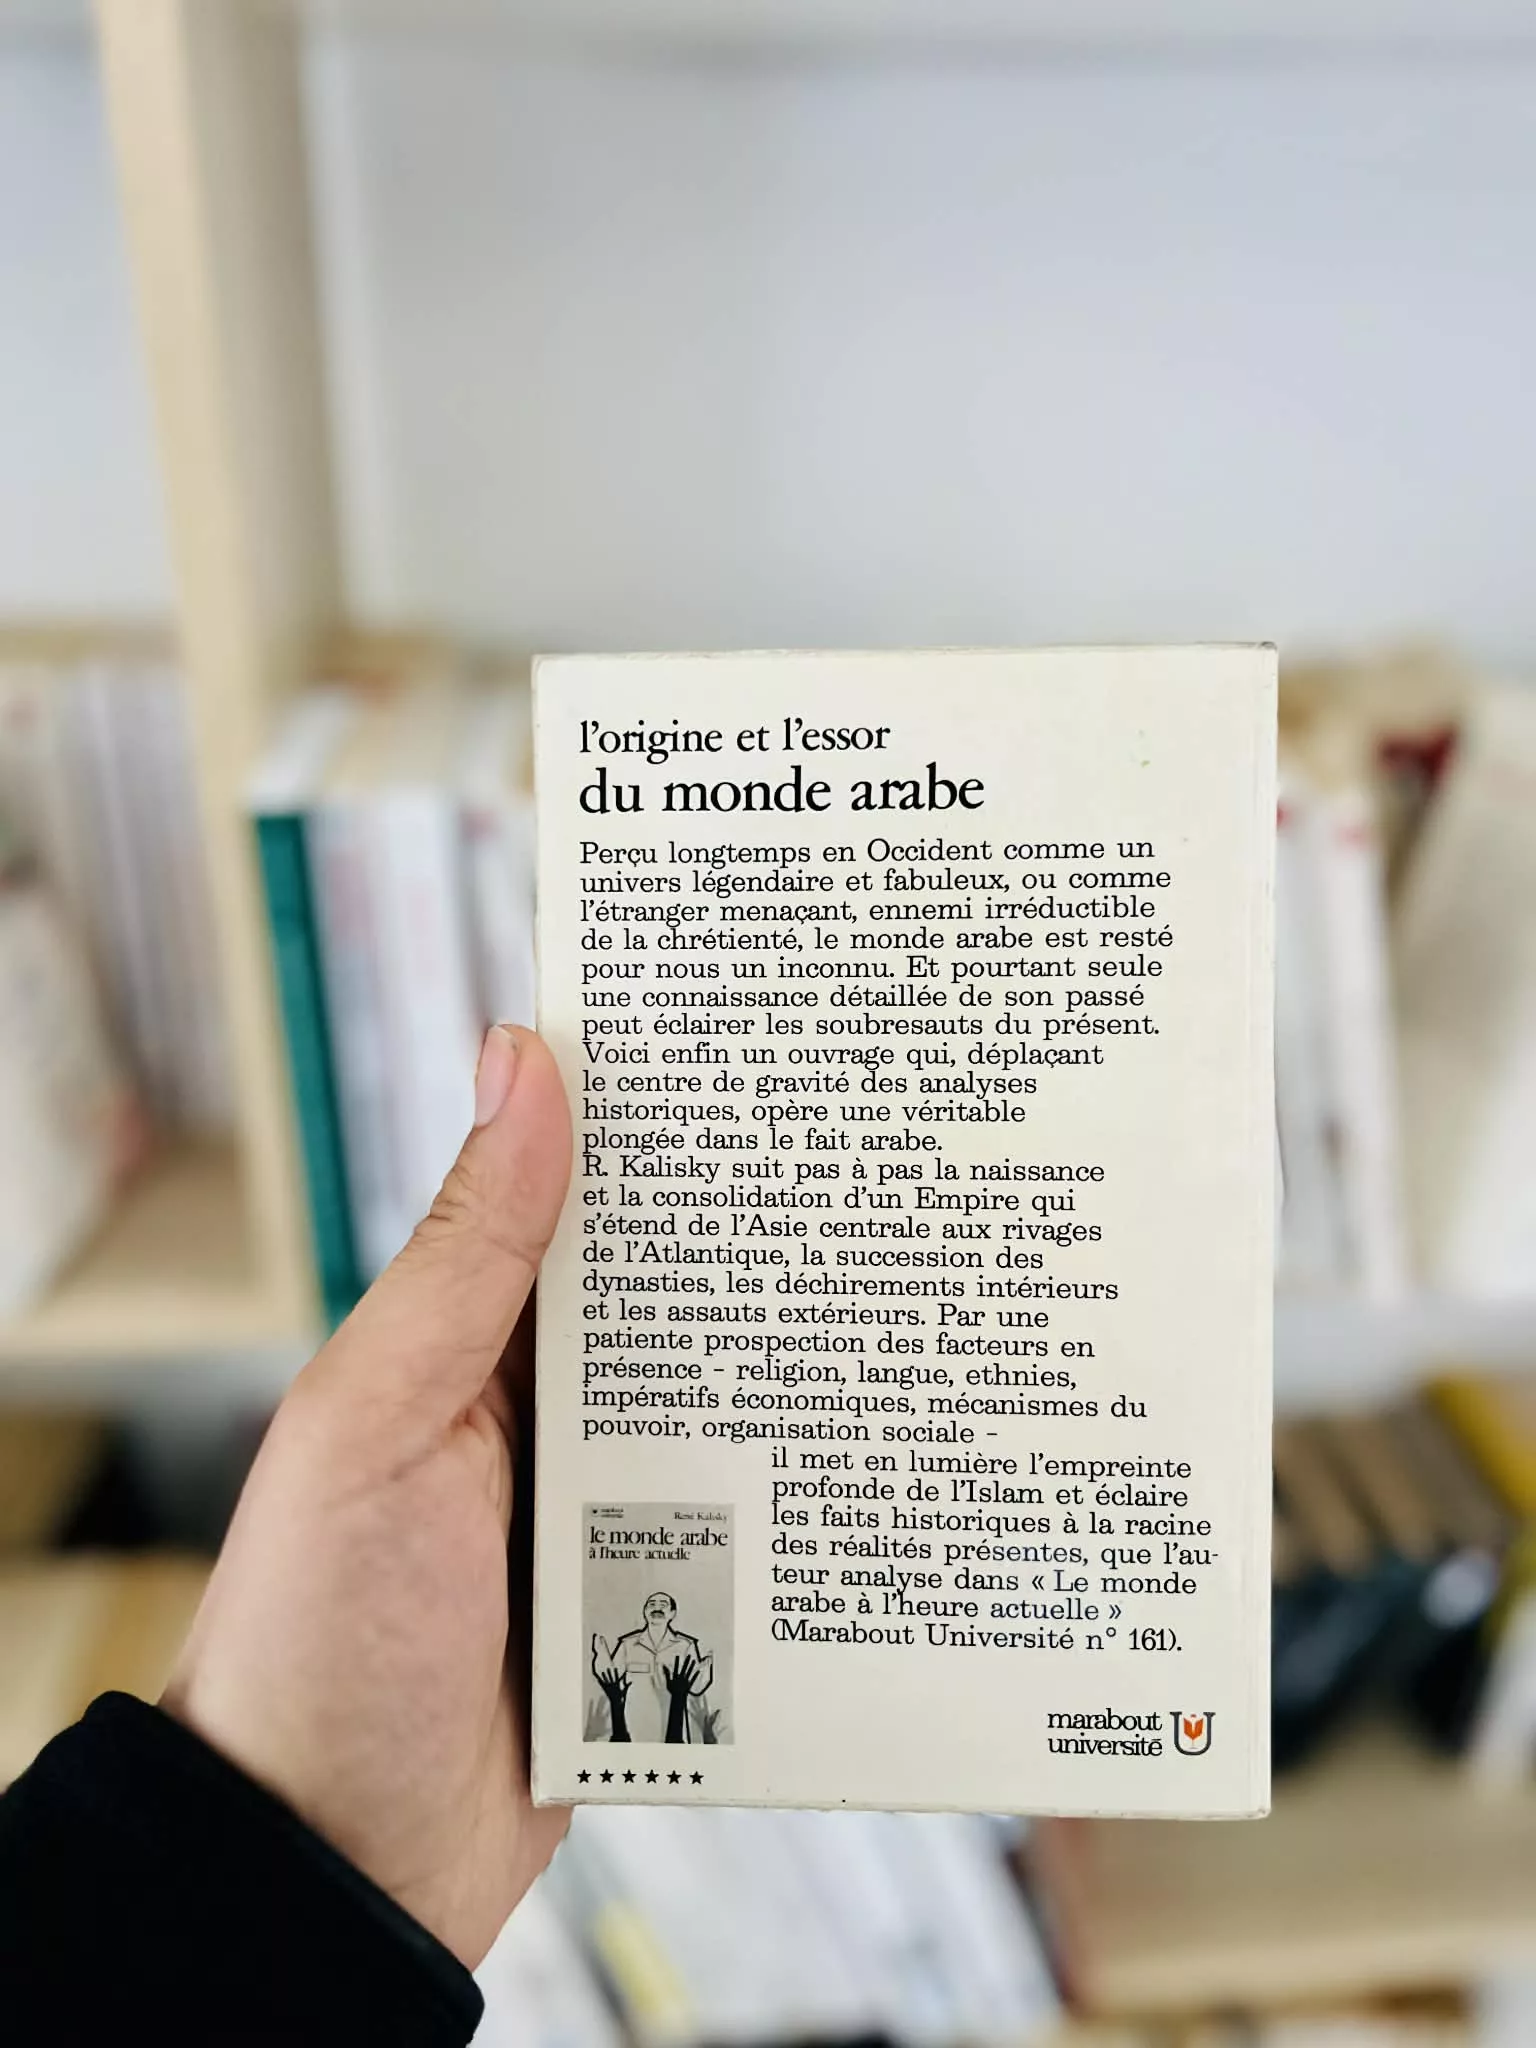 l'origine et l'essor
du monde arabe
Perçu longtemps en Occident comme un
univers légendaire et fabuleux, ou comme
l'étranger menaçant, ennemi irréductible
de la chrétienté, le monde arabe est resté
pour nous un inconnu. Et pourtant seule
une connaissance détaillée de son passé
peut éclairer les soubresauts du présent.
Voici enfin un ouvrage qui, déplaçant
le centre de gravité des analyses
historiques, opère une véritable
plongée dans le fait arabe.
R. Kalisky suit pas à pas la naissance
et la consolidation d'un Empire qui
s'étend de l'Asie centrale aux rivages
de l'Atlantique, la succession des
dynasties, les déchirements intérieurs
et les assauts extérieurs. Par une
patiente prospection des facteurs en
présence - religion, langue, ethnies,
impératifs économiques, mécanismes du
pouvoir, organisation sociale -
il met en lumière l'empreinte
profonde de l'Islam et éclaire
les faits historiques à la racine
des réalités présentes, que l'au-
teur analyse dans « Le monde
arabe à l'heure actuelle »
(Marabout Université n° 161).
René Kalisky
le monde arabe
à l'heure actuelle
marabout
université